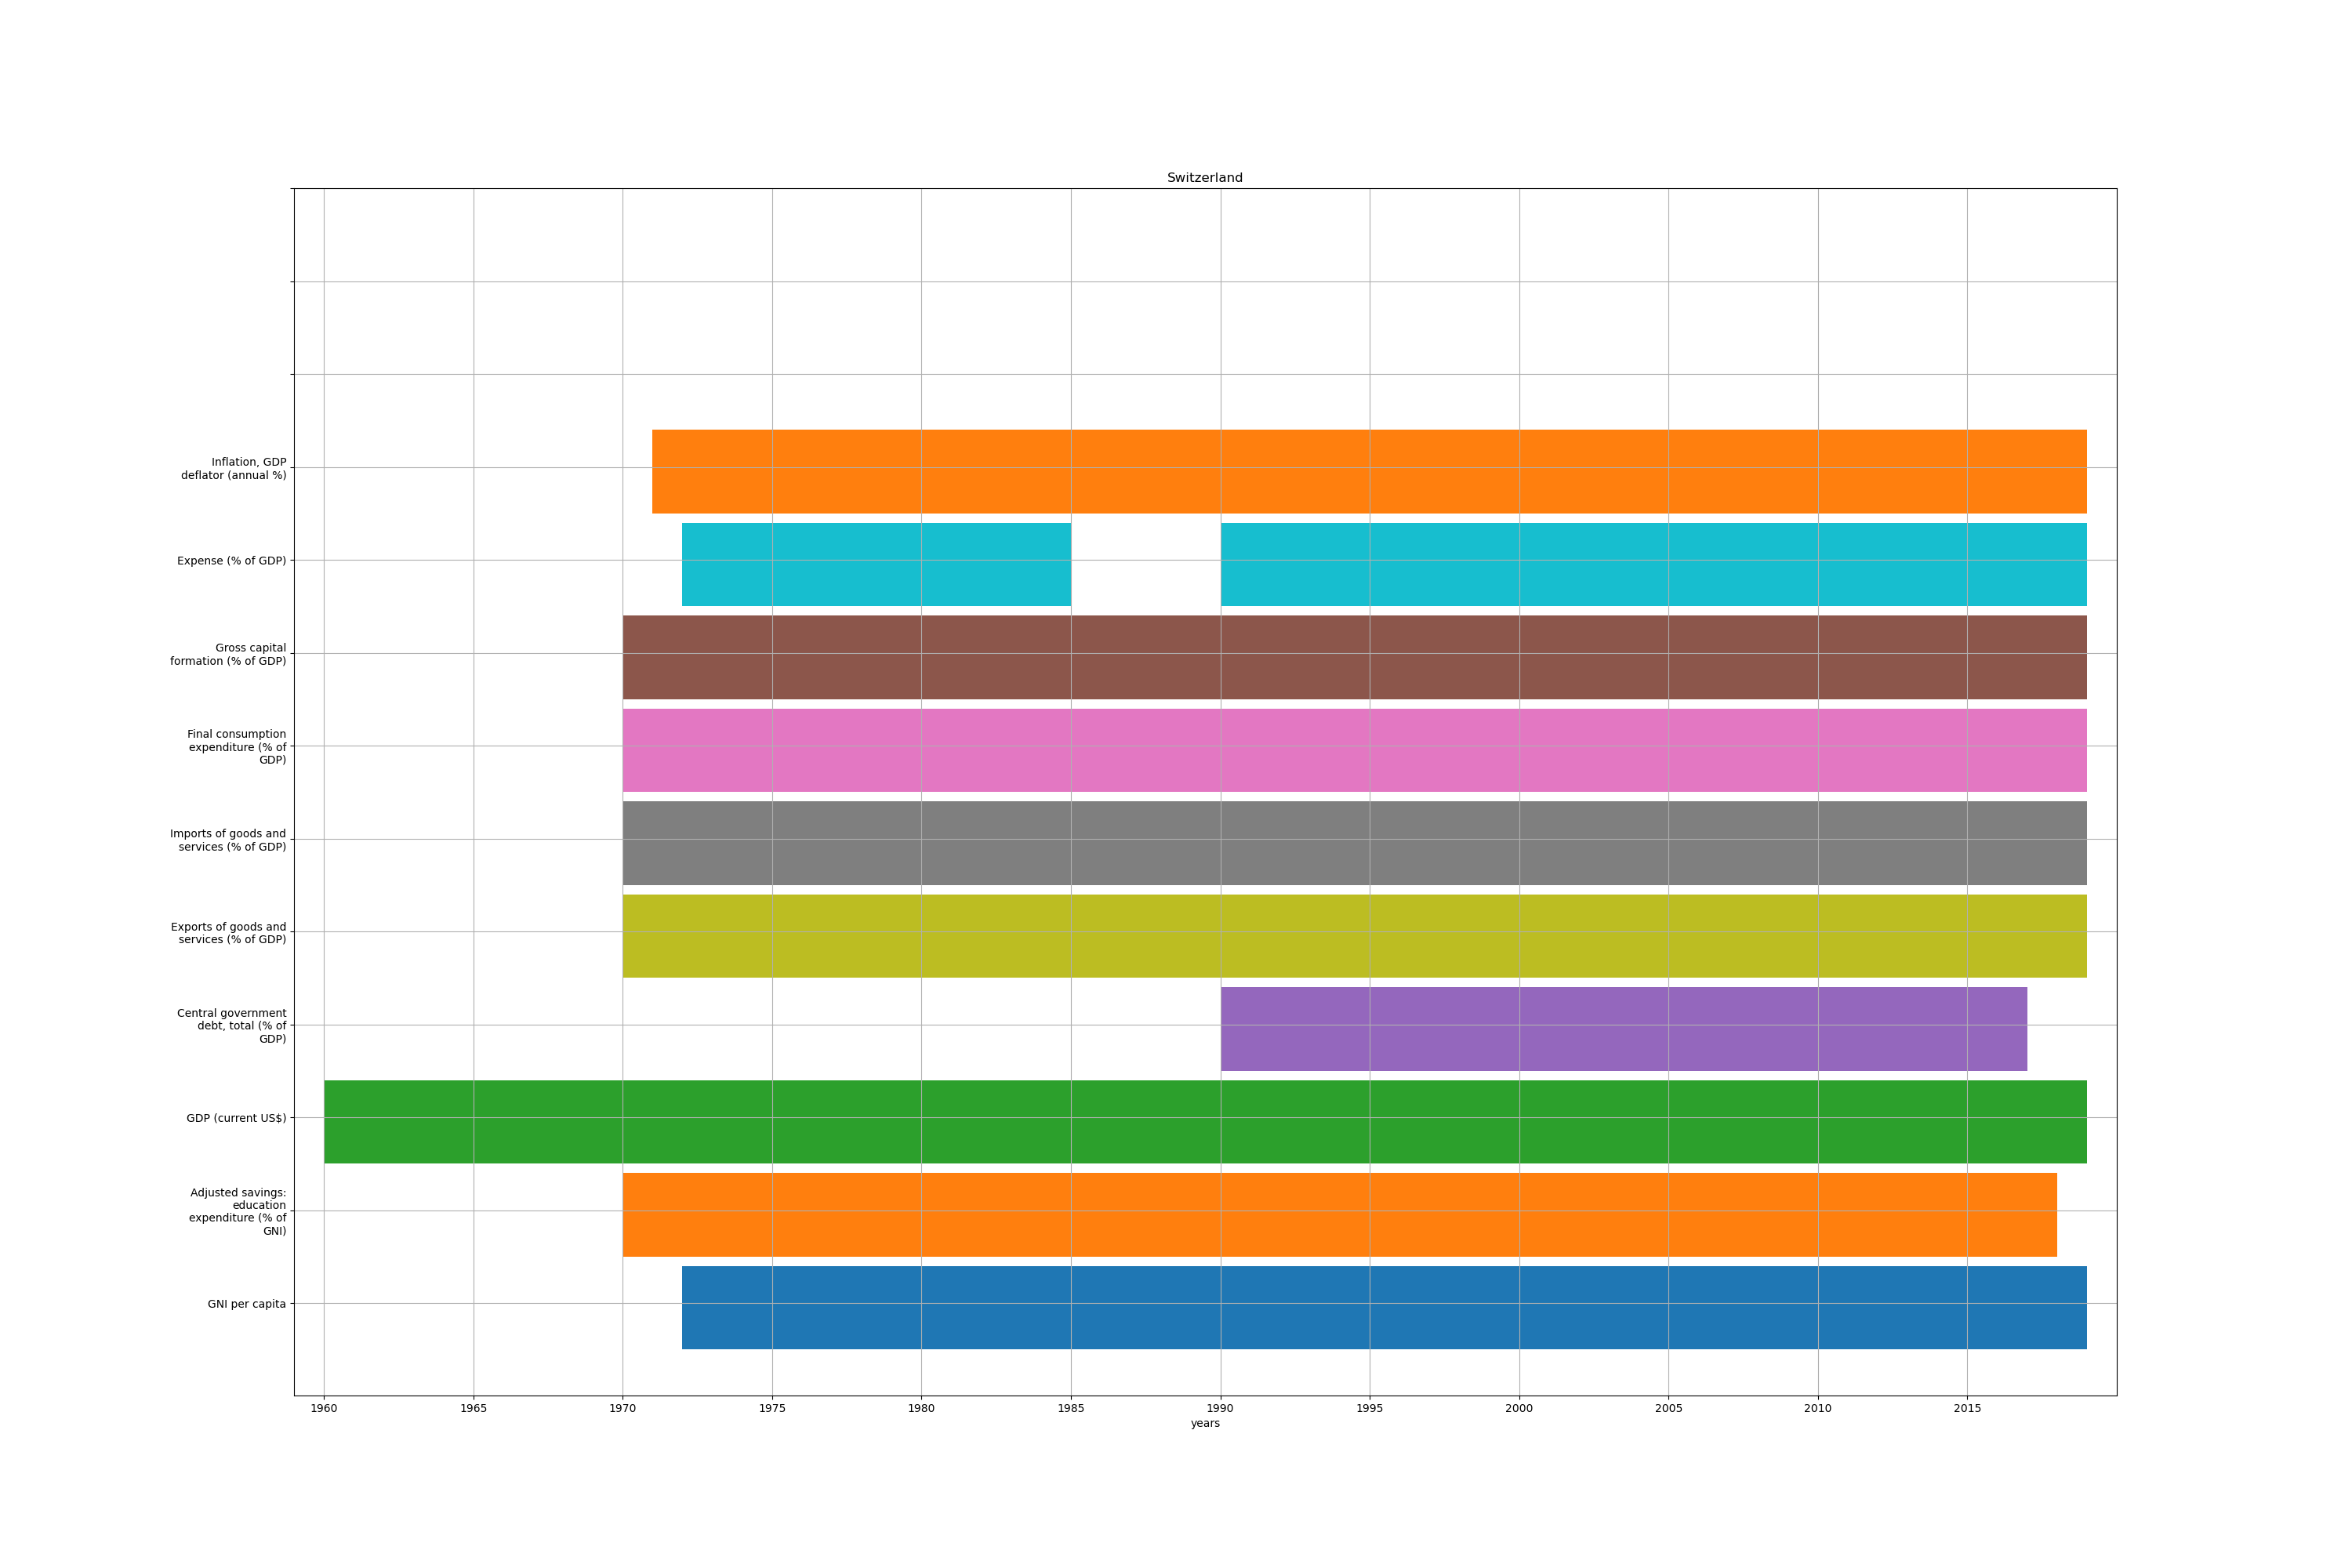 Switzerland
Inflation, GDP
deflator (annual %)
Expense (% of GDP)
Gross capital
formation (% of GDP)
Final consumption
expenditure (% of
GDP)
Imports of goods and
services (% of GDP)
Exports of goods and
services (% of GDP)
Central government
debt, total (% of
GDP)
GDP (current US$)
Adjusted savings:
education
expenditure (% of
GNI)
GNI per capita
1960 1965 1970 1975 1980 1985 1990 1995 2000 2005 2010 2015
years